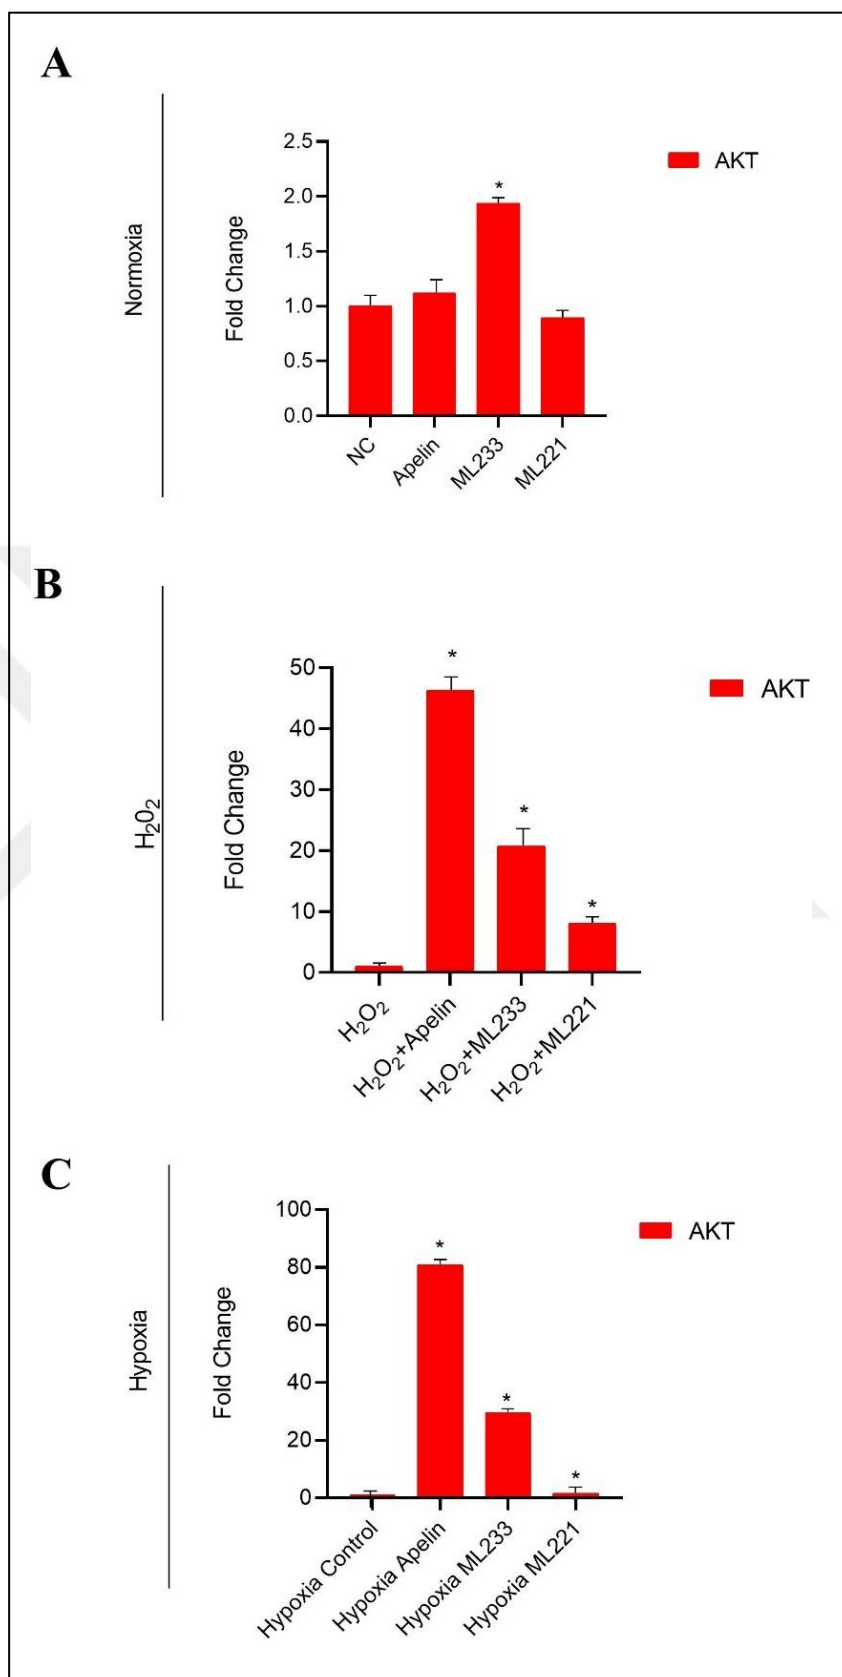 A
Normoxia
Fold Change
2.5
2.0
1.5
1.0
0.5
0.0
*
NC
Apelin
ML233
ML221
AKT
B
H₂0₂
Fold Change
50
40
30
20
10
0
*
*
*
H₂O₂
H₂O₂+Apelin
H₂O₂+ML233
H₂O₂+ML221
AKT
C
Hypoxia
Fold Change
100
80
60
40
20
0
*
*
*
Hypoxia Control
Hypoxia Apelin
Hypoxia ML233
Hypoxia ML221
AKT